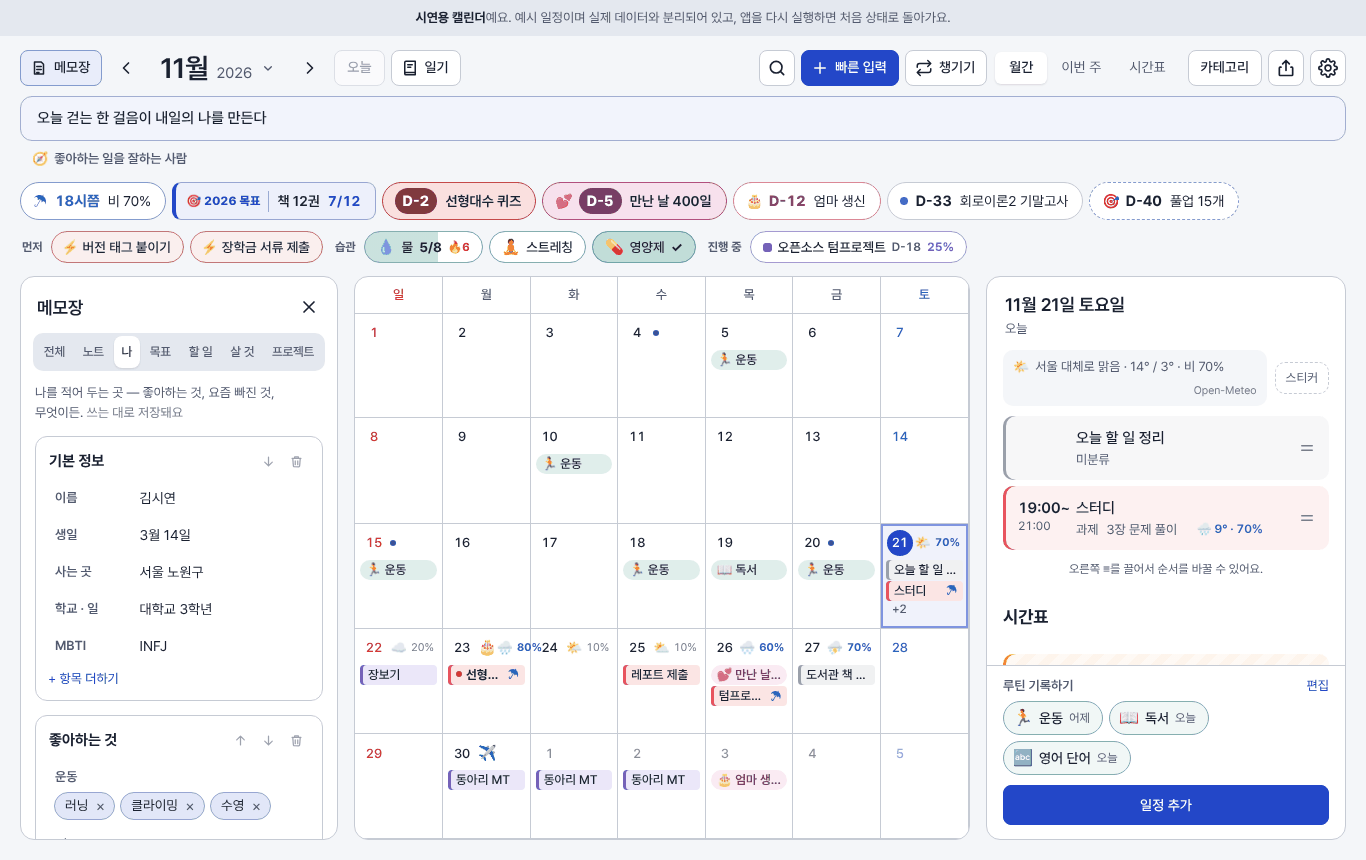 시연용 캘린더예요. 예시 일정이며 실제 데이터와 분리되어 있고, 앱을 다시 실행하면 처음 상태로 돌아가요.
메모장 11월 2026 오늘 일기 빠른 입력 챙기기 월간 이번 주 시간표 카테고리
오늘 걷는 한 걸음이 내일의 나를 만든다
🧭 좋아하는 일을 잘하는 사람
18시쯤 비 70% 🎯 2026 목표 책 12권 7/12 D-2 선형대수 퀴즈 💕 D-5 만난 날 400일 🎂 D-12 엄마 생신 D-33 회로이론2 기말고사 🎯 D-40 풀업 15개
먼저 ⚡ 버전 태그 붙이기 ⚡ 장학금 서류 제출 습관 💧 물 5/8 🔥6 스트레칭 💊 영양제 ✓ 진행 중 오픈소스 텀프로젝트 D-18 25%
메모장
전체 노트 나 목표 할 일 살 것 프로젝트
나를 적어 두는 곳 — 좋아하는 것, 요즘 빠진 것,
무엇이든. 쓰는 대로 저장돼요
기본 정보
이름 김시연
생일 3월 14일
사는 곳 서울 노원구
학교 · 일 대학교 3학년
MBTI INFJ
+ 항목 더하기
좋아하는 것
운동
러닝 × 클라이밍 × 수영 ×
일 월 화 수 목 금 토
1 2 3 4 5 6 7
운동
8 9 10 11 12 13 14
운동
15 16 17 18 19 20 21 70%
운동 운동 독서 운동 오늘 할 일 ...
스터디
+2
22 20% 23 80% 24 10% 25 10% 26 60% 27 70% 28
장보기 선형... 레포트 제출 만난 날... 도서관 책 ...
텀프로...
29 30 1 2 3 4 5
동아리 MT 동아리 MT 동아리 MT 엄마 생...
11월 21일 토요일
오늘
서울 대체로 맑음 · 14° / 3° · 비 70%
Open-Meteo
스티커
오늘 할 일 정리
미분류
19:00~ 스터디
21:00 과제 3장 문제 풀이 9° · 70%
오른쪽 ≡를 끌어서 순서를 바꿀 수 있어요.
시간표
루틴 기록하기 편집
운동 어제 독서 오늘
abc 영어 단어 오늘
일정 추가